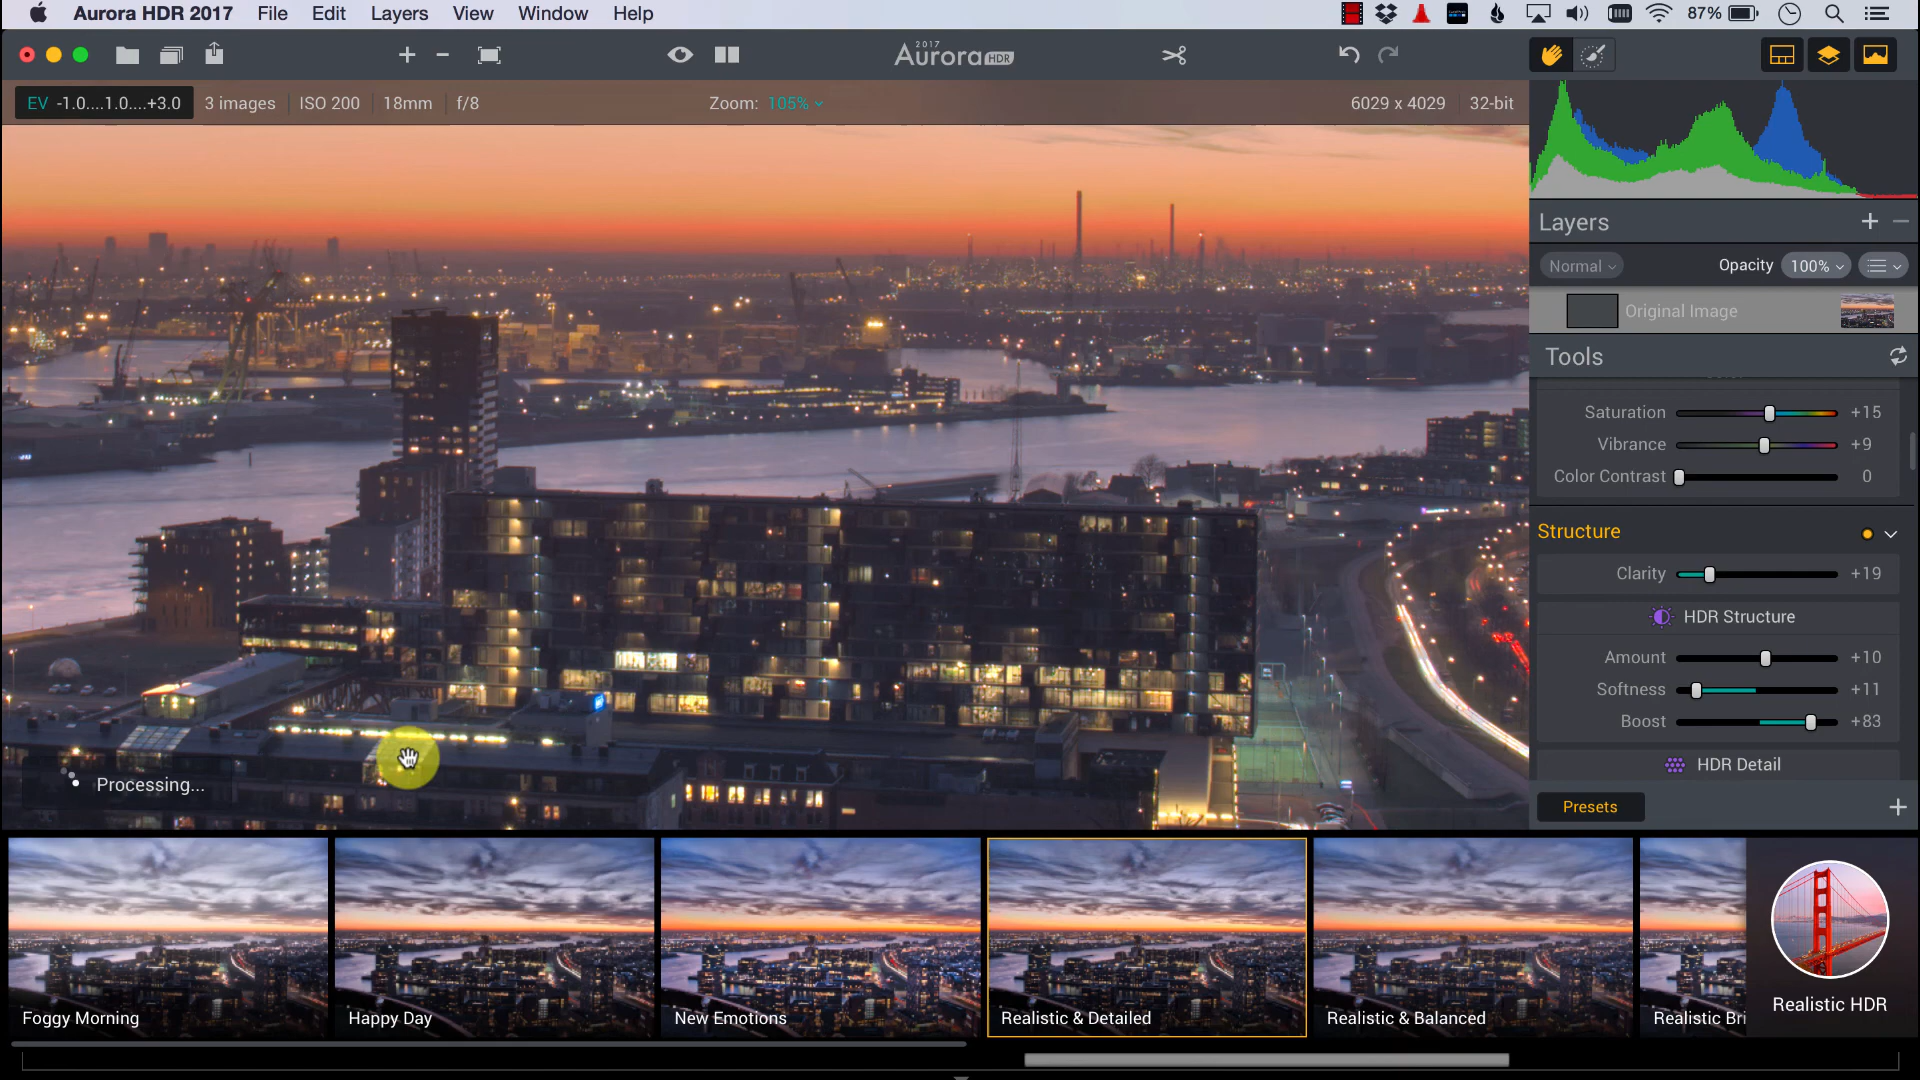 Aurora HDR 2017 File Edit Layers View Window Help 87%
2017
Aurora HDR
EV -1.0....1.0....+3.0 3 images ISO 200 18mm f/8 Zoom: 105% 6029 x 4029 32-bit
Layers
Normal Opacity 100%
Original Image
Tools
Saturation +15
Vibrance +9
Color Contrast 0
Structure
Clarity +19
HDR Structure
Amount +10
Softness +11
Boost +83
HDR Detail
Processing...
Presets
Foggy Morning Happy Day New Emotions Realistic & Detailed Realistic & Balanced Realistic Bri Realistic HDR